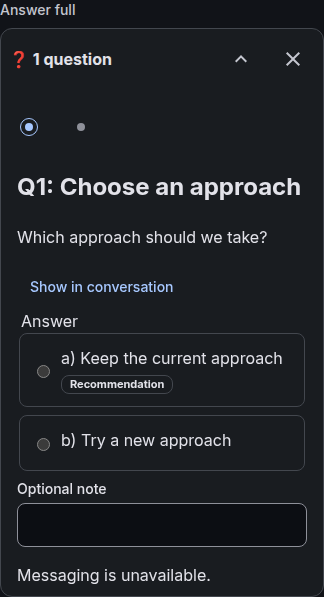 Answer full
❓ 1 question
Q1: Choose an approach
Which approach should we take?
Show in conversation
Answer
a) Keep the current approach
Recommendation
b) Try a new approach
Optional note
Messaging is unavailable.